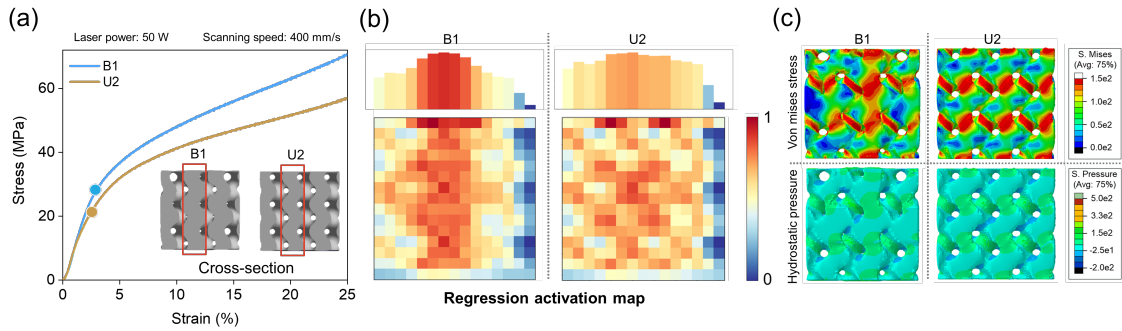 (a)
Laser power: 50 W
Scanning speed: 400 mm/s
B1
U2
60
40
20
0
Stress (MPa)
B1
U2
Cross-section
0
5
10
15
20
25
Strain (%)
(b)
B1
U2
1
0
Regression activation map
(c)
B1
U2
Von mises stress
Hydrostatic pressure
S. Mises
(Avg: 75%)
1.5e2
1.0e2
0.5e2
0.0e2
S. Pressure
(Avg: 75%)
5.0e2
3.3e2
1.5e2
-2.5e1
-2.0e2